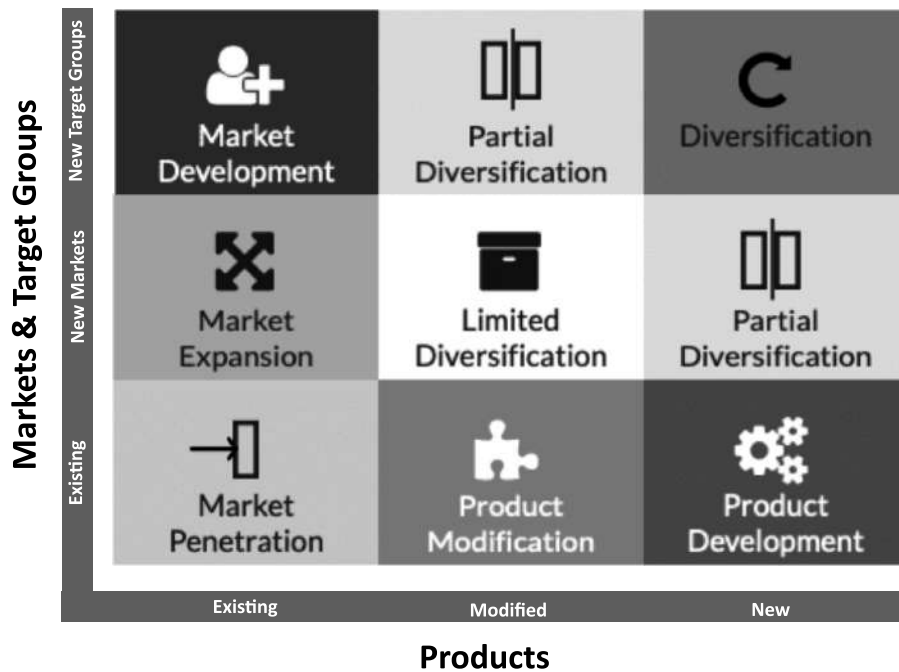 Markets & Target Groups
New Target Groups
Market
Development
Partial
Diversification
Diversification
New Markets
Market
Expansion
Limited
Diversification
Partial
Diversification
Existing
Market
Penetration
Product
Modification
Product
Development
Existing
Modified
New
Products